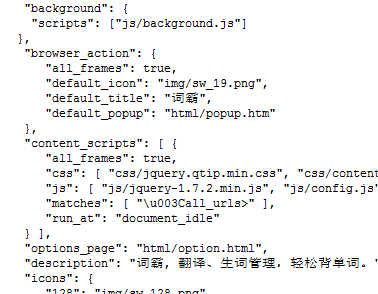 "background": {
"scripts": ["js/background.js"]
},
"browser_action": {
"all_frames": true,
"default_icon": "img/sw_19.png",
"default_title": "词霸",
"default_popup": "html/popup.htm"
},
"content_scripts": [ {
"all_frames": true,
"css": [ "css/jquery.qtip.min.css", "css/content
"js": [ "js/jquery-1.7.2.min.js", "js/config.js"
"matches": [ "\u003Call_urls>" ],
"run_at": "document_idle"
} ],
"options_page": "html/option.html",
"description": "词霸, 翻译、生词管理，轻松背单词。"
"icons": {
"128": "img/sw_128.png"